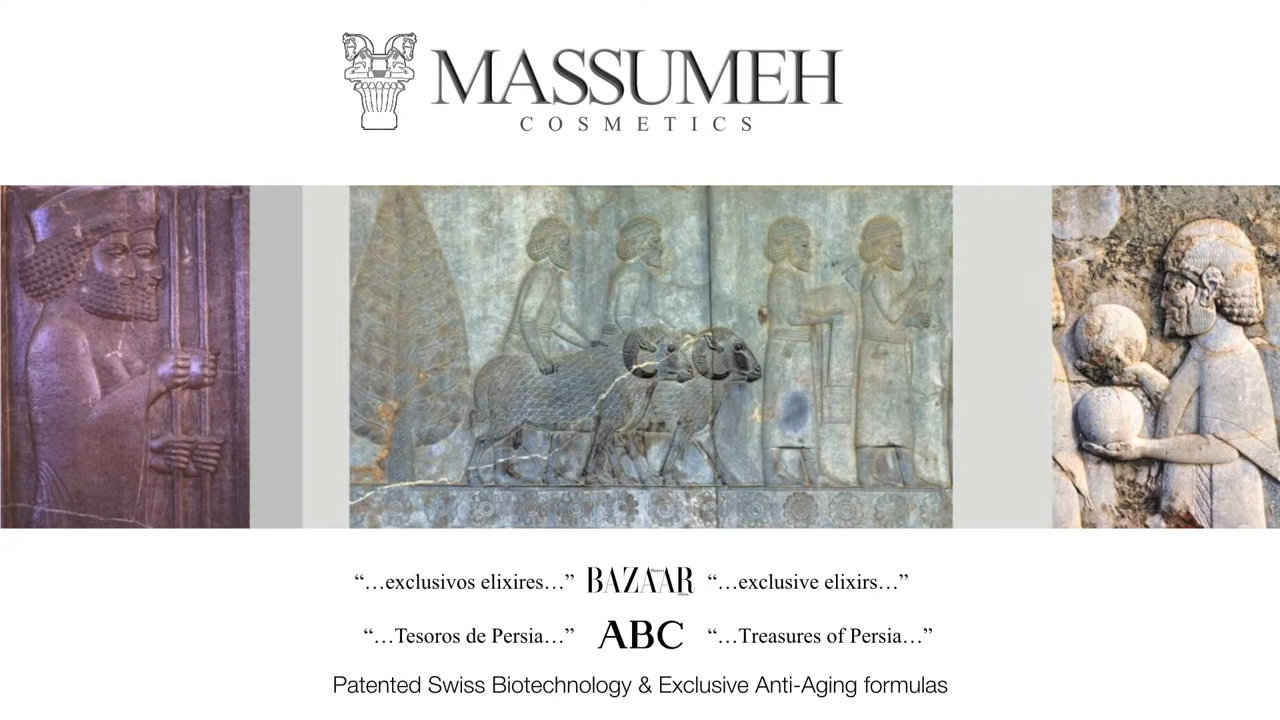 MASSUMEH
COSMETICS
“…exclusivos elixires…” BAZAAR “…exclusive elixirs…”
“…Tesoros de Persia…” ABC “…Treasures of Persia…”
Patented Swiss Biotechnology & Exclusive Anti-Aging formulas